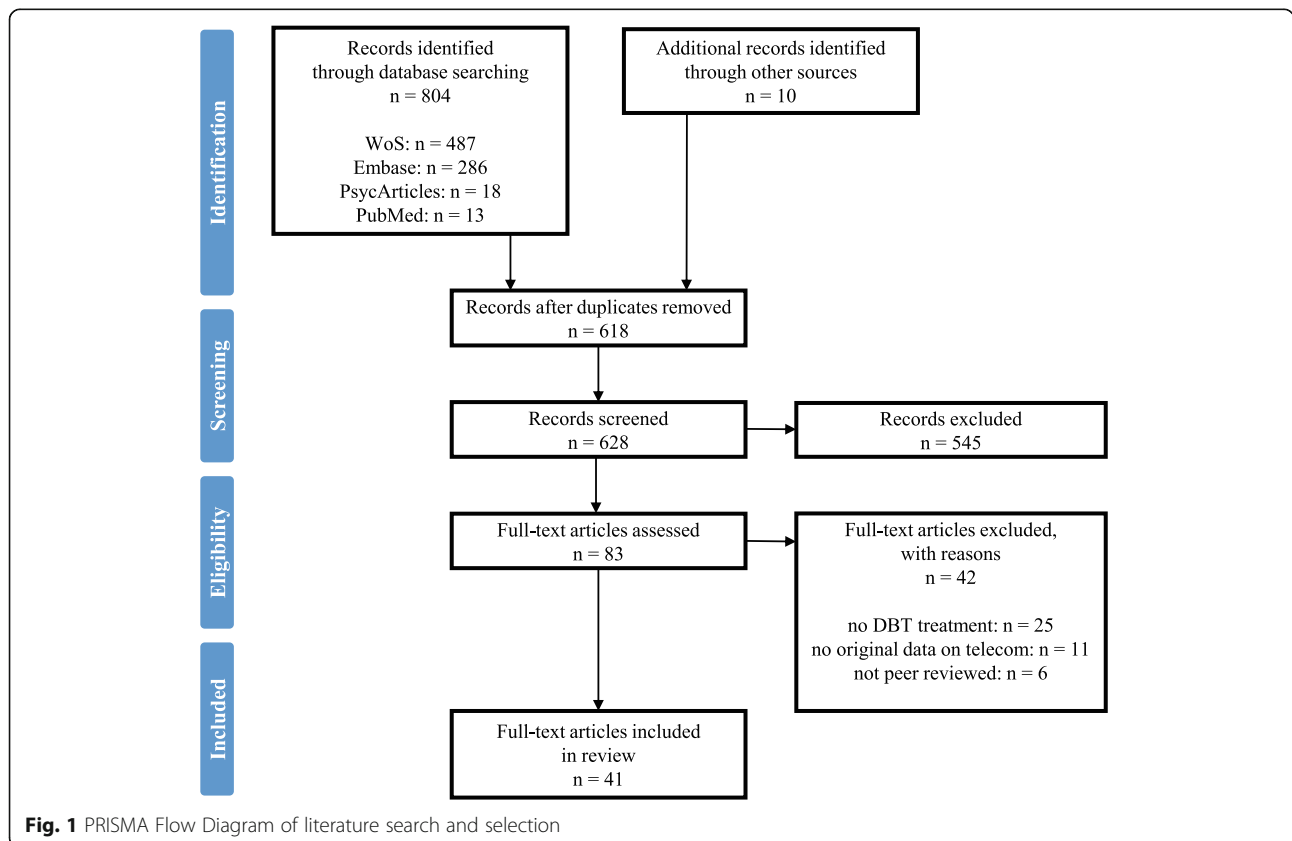 Identification
Records identified
through database searching
n = 804
WoS: n = 487
Embase: n = 286
PsycArticles: n = 18
PubMed: n = 13
Additional records identified
through other sources
n = 10
Records after duplicates removed
n = 618
Screening
Records screened
n = 628
Records excluded
n = 545
Eligibility
Full-text articles assessed
n = 83
Full-text articles excluded,
with reasons
n = 42
no DBT treatment: n = 25
no original data on telecom: n = 11
not peer reviewed: n = 6
Included
Full-text articles included
in review
n = 41
Fig. 1 PRISMA Flow Diagram of literature search and selection